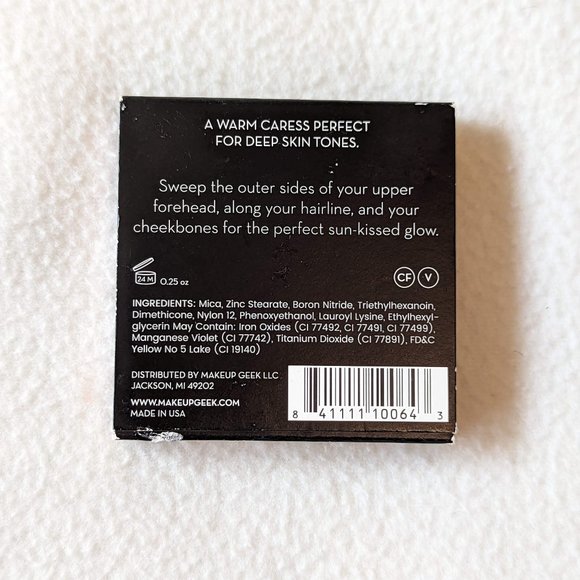 A WARM CARESS PERFECT
FOR DEEP SKIN TONES.
Sweep the outer sides of your upper
forehead, along your hairline, and your
cheekbones for the perfect sun-kissed glow.
24 M 0.25 oz
CF V
INGREDIENTS: Mica, Zinc Stearate, Boron Nitride, Triethylhexanoin,
Dimethicone, Nylon 12, Phenoxyethanol, Lauroyl Lysine, Ethylhexyl-
glycerin May Contain: Iron Oxides (CI 77492, CI 77491, CI 77499),
Manganese Violet (CI 77742), Titanium Dioxide (CI 77891), FD&C
Yellow No 5 Lake (CI 19140)
DISTRIBUTED BY MAKEUP GEEK LLC
JACKSON, MI 49202
WWW.MAKEUPGEEK.COM
MADE IN USA
8 41111 10064 3